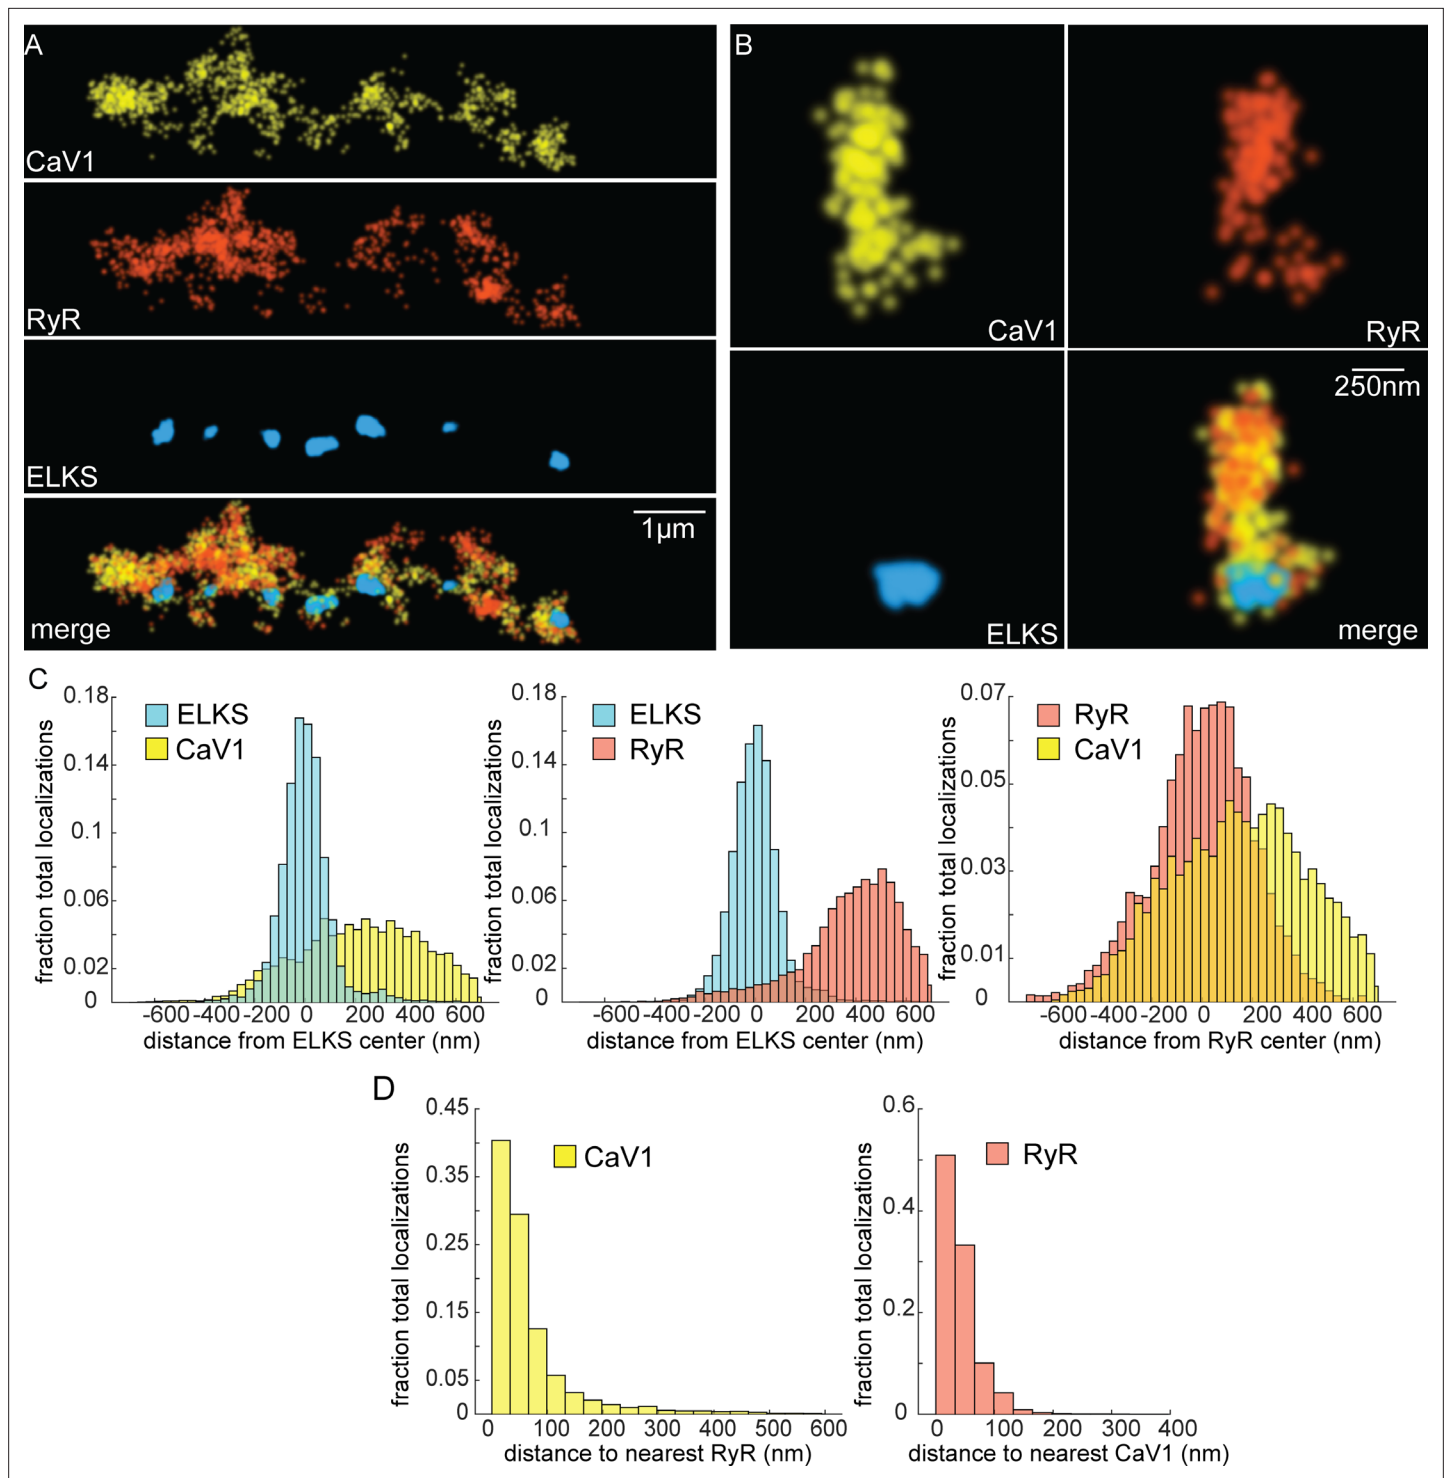 A
CaV1
RyR
ELKS
1µm
merge
B
CaV1
RyR
ELKS
250nm
merge
C
fraction total localizations
0.18
0.14
0.1
0.06
0.02
0
ELKS
CaV1
-600 -400 -200 0 200 400 600
distance from ELKS center (nm)
fraction total localizations
0.18
0.14
0.1
0.06
0.02
0
ELKS
RyR
-600 -400 -200 0 200 400 600
distance from ELKS center (nm)
fraction total localizations
0.07
0.05
0.03
0.01
0
RyR
CaV1
-600 -400 -200 0 200 400 600
distance from RyR center (nm)
D
fraction total localizations
0.45
0.35
0.25
0.15
0.05
0
CaV1
0 100 200 300 400 500 600
distance to nearest RyR (nm)
fraction total localizations
0.6
0.4
0.2
0
RyR
0 100 200 300 400
distance to nearest CaV1 (nm)